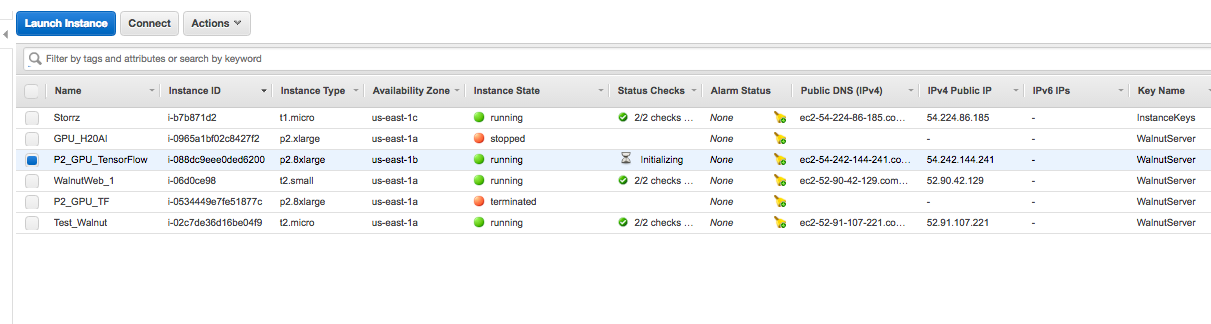 Launch Instance Connect Actions
Filter by tags and attributes or search by keyword
Name Instance ID Instance Type Availability Zone Instance State Status Checks Alarm Status Public DNS (IPv4) IPv4 Public IP IPv6 IPs Key Name
Storrz i-b7b871d2 t1.micro us-east-1c running 2/2 checks ... None ec2-54-224-86-185.co... 54.224.86.185 - InstanceKeys
GPU_H20AI i-0965a1bf02c8427f2 p2.xlarge us-east-1a stopped None - - WalnutServer
P2_GPU_TensorFlow i-088dc9eee0ded6200 p2.8xlarge us-east-1b running Initializing None ec2-54-242-144-241.co... 54.242.144.241 - WalnutServer
WalnutWeb_1 i-06d0ce98 t2.small us-east-1a running 2/2 checks ... None ec2-52-90-42-129.com... 52.90.42.129 - WalnutServer
P2_GPU_TF i-0534449e7fe51877c p2.8xlarge us-east-1a terminated None - - WalnutServer
Test_Walnut i-02c7de36d16be04f9 t2.micro us-east-1a running 2/2 checks ... None ec2-52-91-107-221.co... 52.91.107.221 - WalnutServer